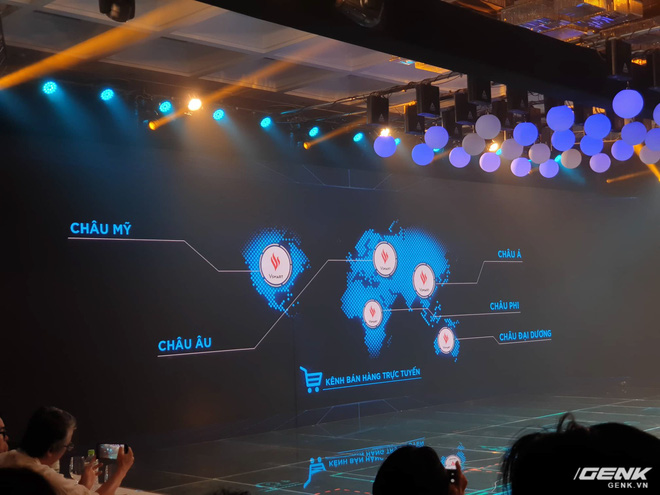 CHÂU MỸ
CHÂU Á
CHÂU PHI
CHÂU ĐẠI DƯƠNG
CHÂU ÂU
KÊNH BÁN HÀNG TRỰC TUYẾN
GENK
GENK.VN